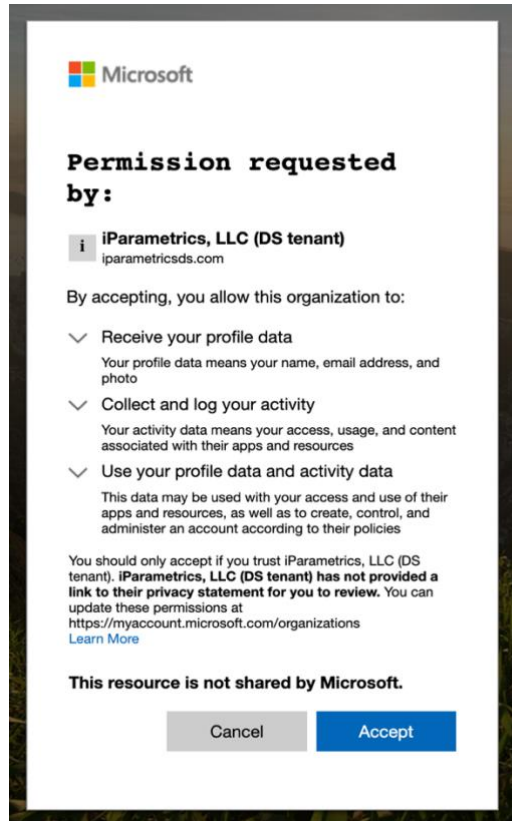 Microsoft
Permission requested
by:
i
iParametrics, LLC (DS tenant)
iparametricsds.com
By accepting, you allow this organization to:
Receive your profile data
Your profile data means your name, email address, and
photo
Collect and log your activity
Your activity data means your access, usage, and content
associated with their apps and resources
Use your profile data and activity data
This data may be used with your access and use of their
apps and resources, as well as to create, control, and
administer an account according to their policies
You should only accept if you trust iParametrics, LLC (DS
tenant). iParametrics, LLC (DS tenant) has not provided a
link to their privacy statement for you to review. You can
update these permissions at
https://myaccount.microsoft.com/organizations
Learn More
This resource is not shared by Microsoft.
Cancel Accept